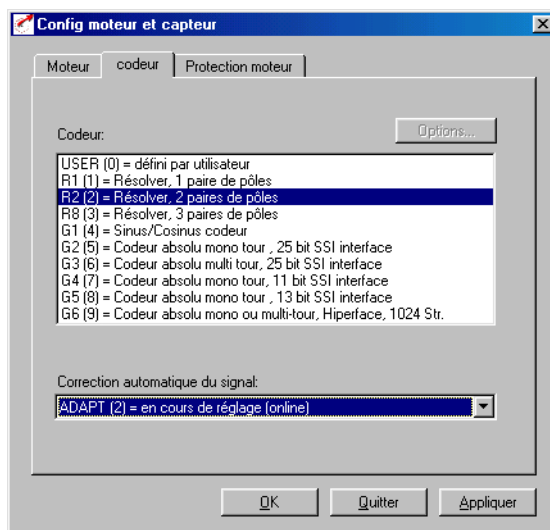 Config moteur et capteur
Moteur codeur Protection moteur
Codeur: Options...
USER (0) = défini par utilisateur
R1 (1) = Résolver, 1 paire de pôles
R2 (2) = Résolver, 2 paires de pôles
R8 (3) = Résolver, 3 paires de pôles
G1 (4) = Sinus/Cosinus codeur
G2 (5) = Codeur absolu mono tour , 25 bit SSI interface
G3 (6) = Codeur absolu multi tour, 25 bit SSI interface
G4 (7) = Codeur absolu mono tour, 11 bit SSI interface
G5 (8) = Codeur absolu mono tour , 13 bit SSI interface
G6 (9) = Codeur absolu mono ou multi-tour, Hiperface, 1024 Str.
Correction automatique du signal:
ADAPT (2) = en cours de réglage (online)
OK Quitter Appliquer